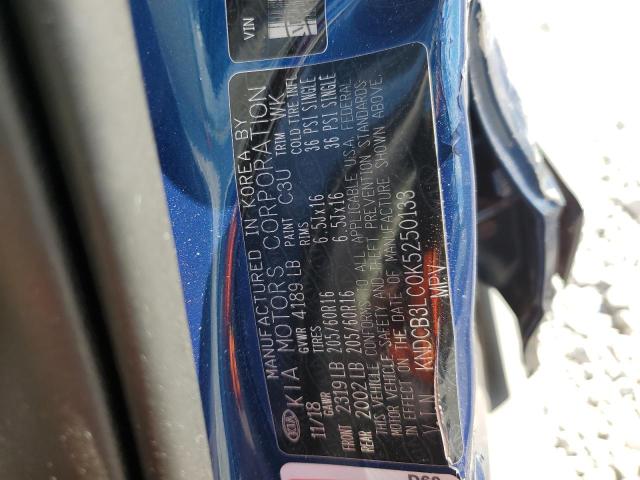 VIN
MANUFACTURED IN KOREA BY
KIA KIA MOTORS CORPORATION
11/18 GVWR 4189 LB PAINT C3U TRIM WK
GAWR TIRES RIMS COLD TIRE INFL
FRONT 2319 LB 205/60R16 6.5Jx16 36 PSI SINGLE
REAR 2002 LB 205/60R16 6.5Jx16 36 PSI SINGLE
THIS VEHICLE CONFORMS TO ALL APPLICABLE U.S.A. FEDERAL
MOTOR VEHICLE SAFETY AND THEFT PREVENTION STANDARDS
IN EFFECT ON THE DATE OF MANUFACTURE SHOWN ABOVE.
V.I.N KNDCB3LC0K5250133
MPV